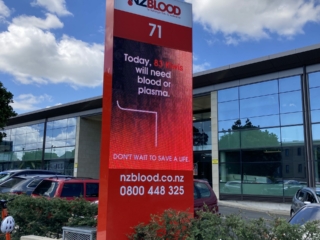 NZBLOOD
71
Today,
will need
blood or
plasma.
DON'T WAIT TO SAVE A LIFE.
nzblood.co.nz
0800 448 325